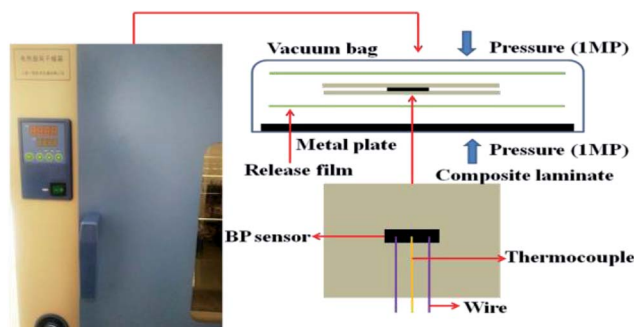 Vacuum bag
Pressure (1MP)
Metal plate
Pressure (1MP)
Release film
Composite laminate
BP sensor
Thermocouple
Wire